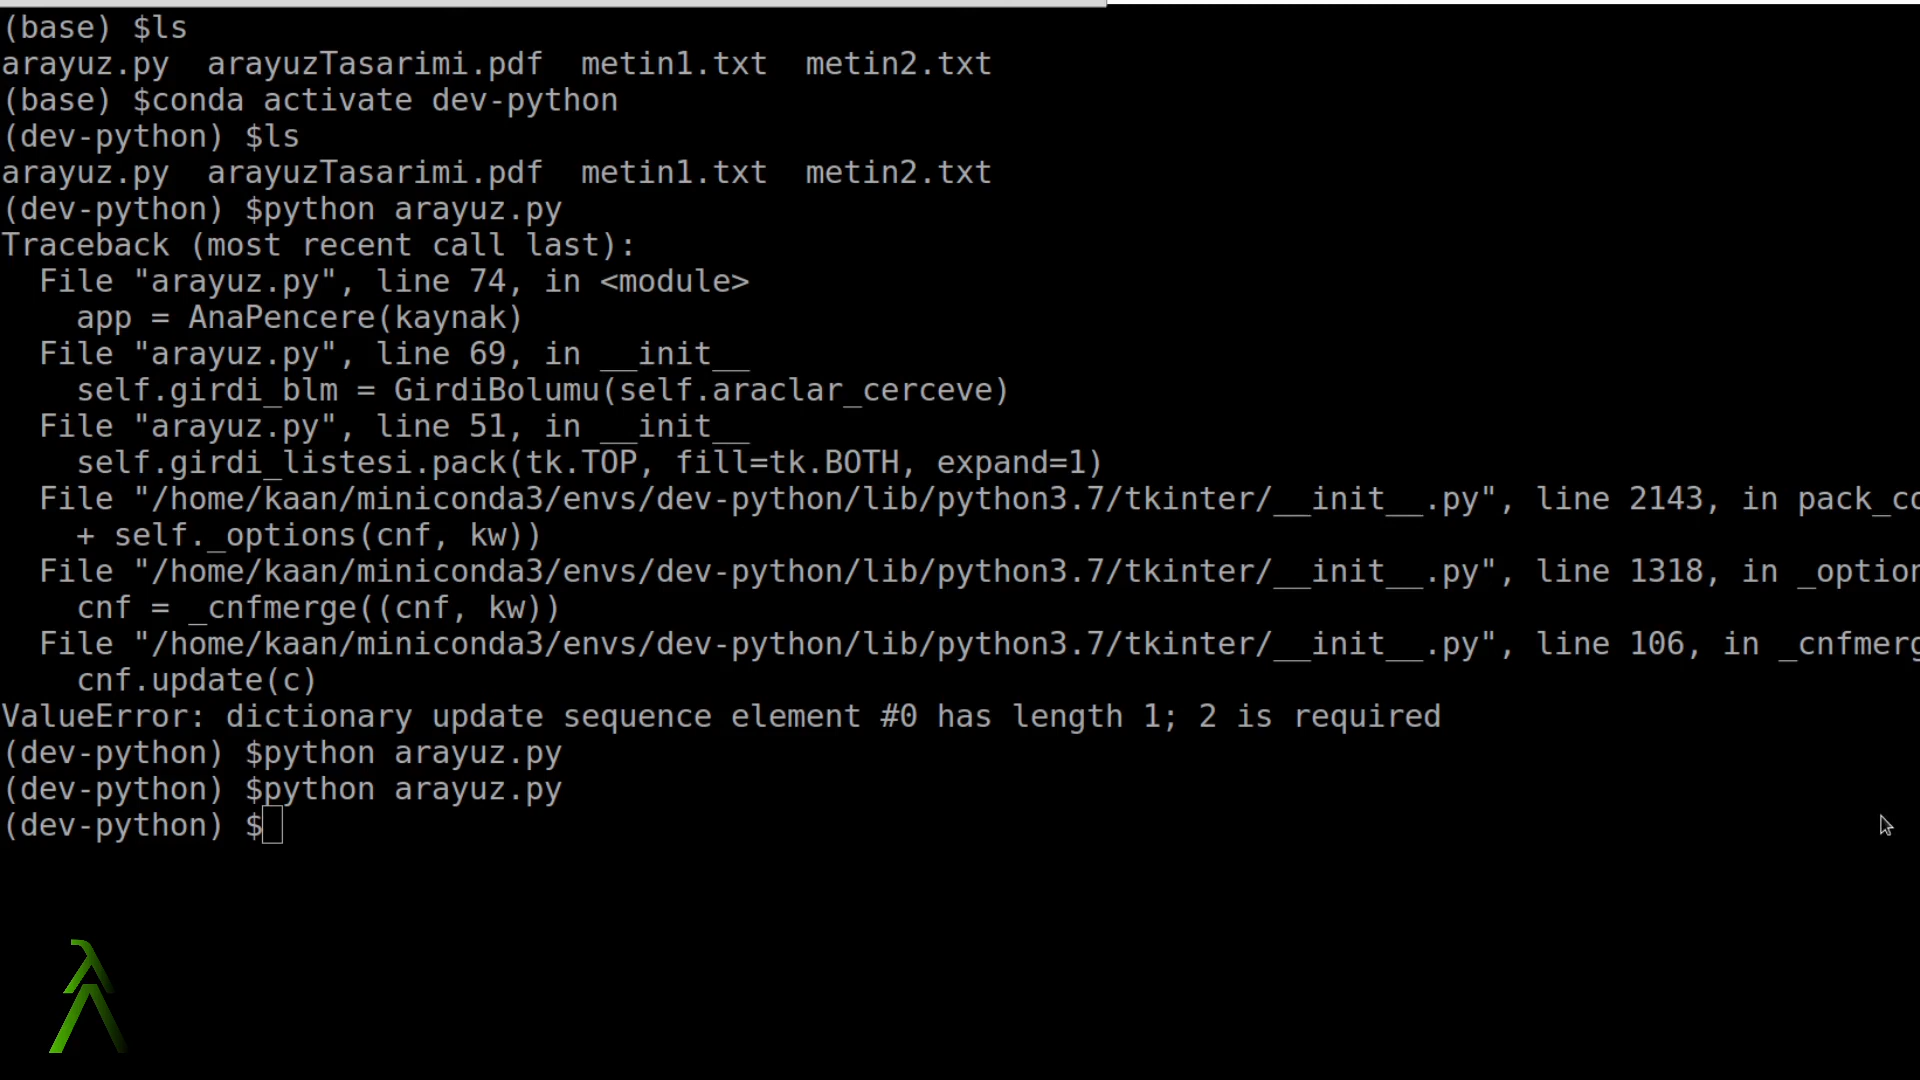 (base) $ls
arayuz.py  arayuzTasarimi.pdf  metin1.txt  metin2.txt
(base) $conda activate dev-python
(dev-python) $ls
arayuz.py  arayuzTasarimi.pdf  metin1.txt  metin2.txt
(dev-python) $python arayuz.py
Traceback (most recent call last):
  File "arayuz.py", line 74, in <module>
    app = AnaPencere(kaynak)
  File "arayuz.py", line 69, in __init__
    self.girdi_blm = GirdiBolumu(self.araclar_cerceve)
  File "arayuz.py", line 51, in __init__
    self.girdi_listesi.pack(tk.TOP, fill=tk.BOTH, expand=1)
  File "/home/kaan/miniconda3/envs/dev-python/lib/python3.7/tkinter/__init__.py", line 2143, in pack_co
    + self._options(cnf, kw))
  File "/home/kaan/miniconda3/envs/dev-python/lib/python3.7/tkinter/__init__.py", line 1318, in _option
    cnf = _cnfmerge((cnf, kw))
  File "/home/kaan/miniconda3/envs/dev-python/lib/python3.7/tkinter/__init__.py", line 106, in _cnfmerg
    cnf.update(c)
ValueError: dictionary update sequence element #0 has length 1; 2 is required
(dev-python) $python arayuz.py
(dev-python) $python arayuz.py
(dev-python) $